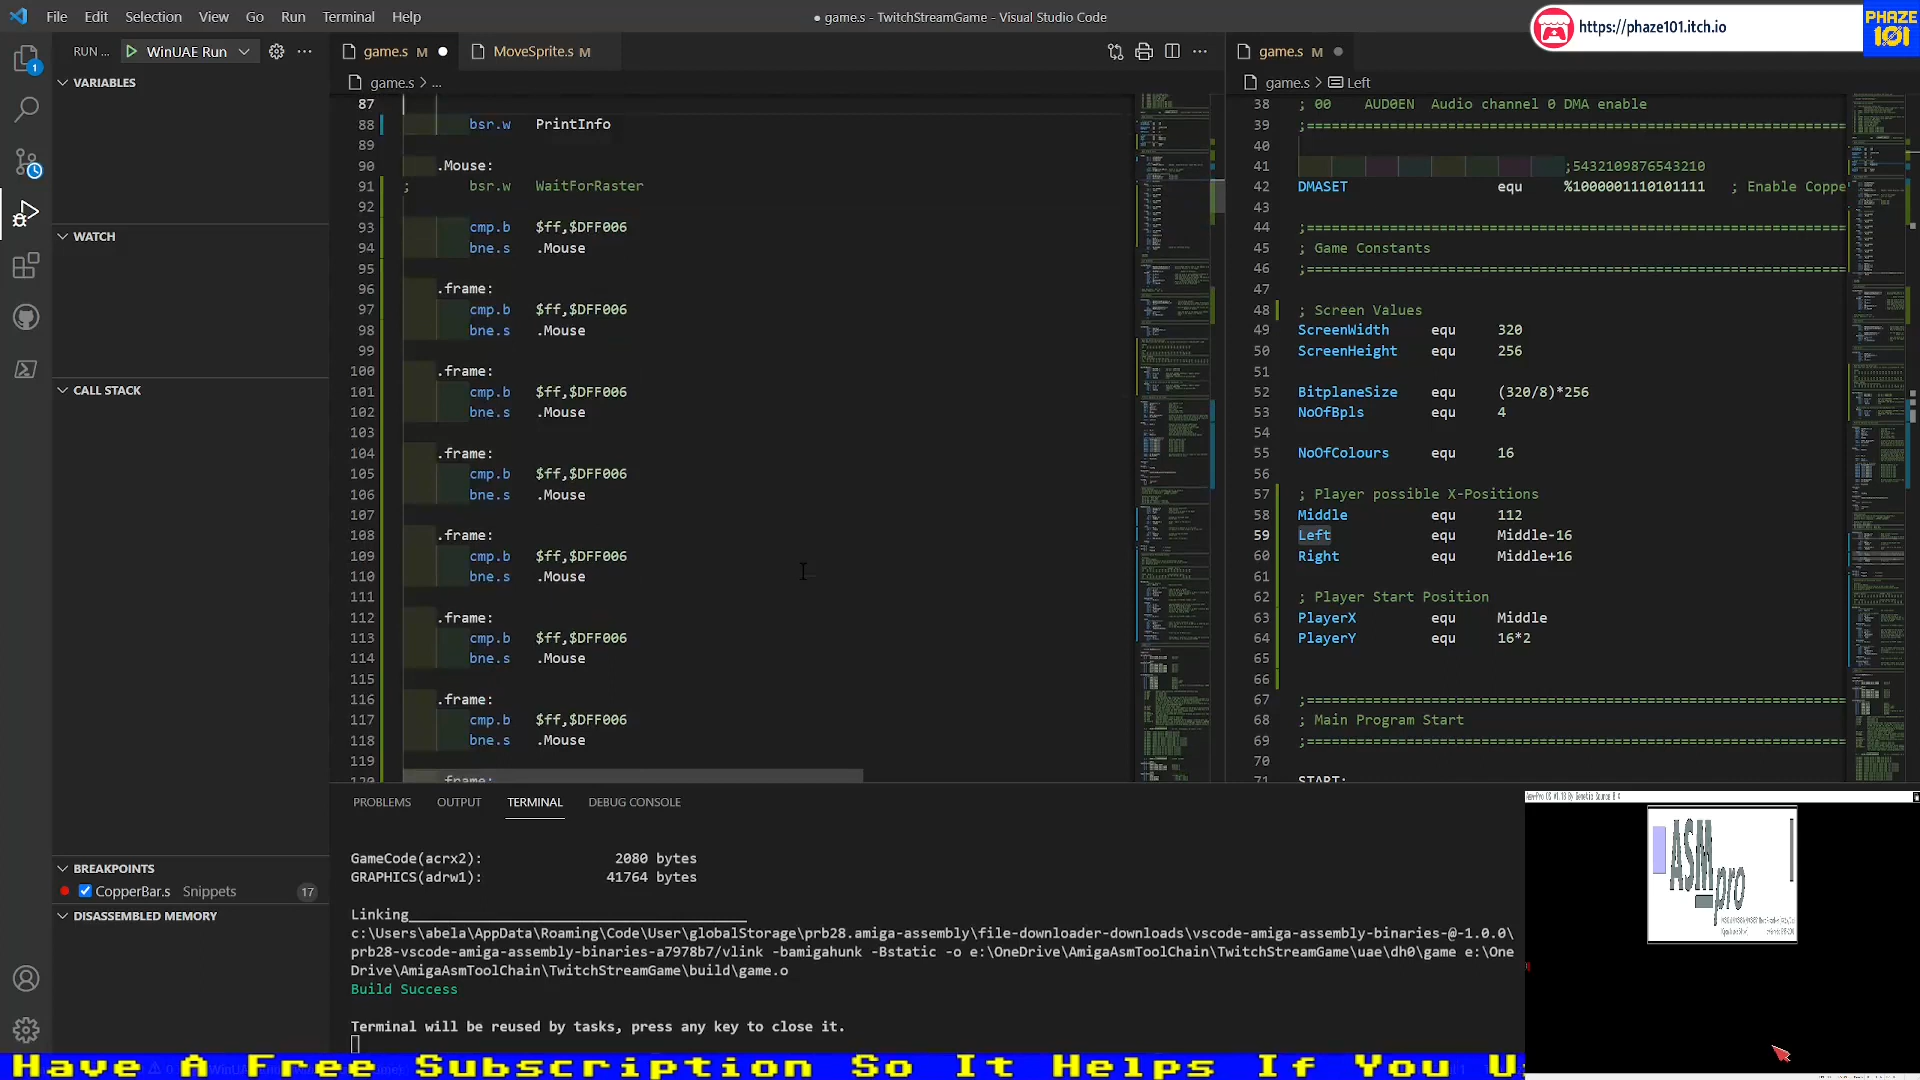 File Edit Selection View Go Run Terminal Help
● game.s - TwitchStreamGame - Visual Studio Code
https://phaze101.itch.io
PHAZE
101
RUN ...
WinUAE Run
game.s M
MoveSprite.s M
game.s M
VARIABLES
WATCH
CALL STACK
BREAKPOINTS
CopperBar.s Snippets 17
DISASSEMBLED MEMORY
game.s > ...
87
88 bsr.w PrintInfo
89
90 .Mouse:
91 ; bsr.w WaitForRaster
92
93 cmp.b $ff,$DFF006
94 bne.s .Mouse
95
96 .frame:
97 cmp.b $ff,$DFF006
98 bne.s .Mouse
99
100 .frame:
101 cmp.b $ff,$DFF006
102 bne.s .Mouse
103
104 .frame:
105 cmp.b $ff,$DFF006
106 bne.s .Mouse
107
108 .frame:
109 cmp.b $ff,$DFF006
110 bne.s .Mouse
111
112 .frame:
113 cmp.b $ff,$DFF006
114 bne.s .Mouse
115
116 .frame:
117 cmp.b $ff,$DFF006
118 bne.s .Mouse
119
120 .frame:
game.s > Left
38 ; 00 AUD0EN Audio channel 0 DMA enable
39 ;==================================================================
40
41 ;5432109876543210
42 DMASET equ %1000001110101111 ; Enable Coppe
43
44 ;==================================================================
45 ; Game Constants
46 ;==================================================================
47
48 ; Screen Values
49 ScreenWidth equ 320
50 ScreenHeight equ 256
51
52 BitplaneSize equ (320/8)*256
53 NoOfBpls equ 4
54
55 NoOfColours equ 16
56
57 ; Player possible X-Positions
58 Middle equ 112
59 Left equ Middle-16
60 Right equ Middle+16
61
62 ; Player Start Position
63 PlayerX equ Middle
64 PlayerY equ 16*2
65
66
67 ;==================================================================
68 ; Main Program Start
69 ;==================================================================
70
71 START:
PROBLEMS OUTPUT TERMINAL DEBUG CONSOLE
GameCode(acrx2): 2080 bytes
GRAPHICS(adrw1): 41764 bytes
Linking_________________________________________
c:\Users\abela\AppData\Roaming\Code\User\globalStorage\prb28.amiga-assembly\file-downloader-downloads\vscode-amiga-assembly-binaries-@-1.0.0\
prb28-vscode-amiga-assembly-binaries-a7978b7/vlink -bamigahunk -Bstatic -o e:\OneDrive\AmigaAsmToolChain\TwitchStreamGame\uae\dh0\game e:\One
Drive\AmigaAsmToolChain\TwitchStreamGame\build\game.o
Build Success
Terminal will be reused by tasks, press any key to close it.
ASM
pro
Have A Free Subscription So It Helps If You U